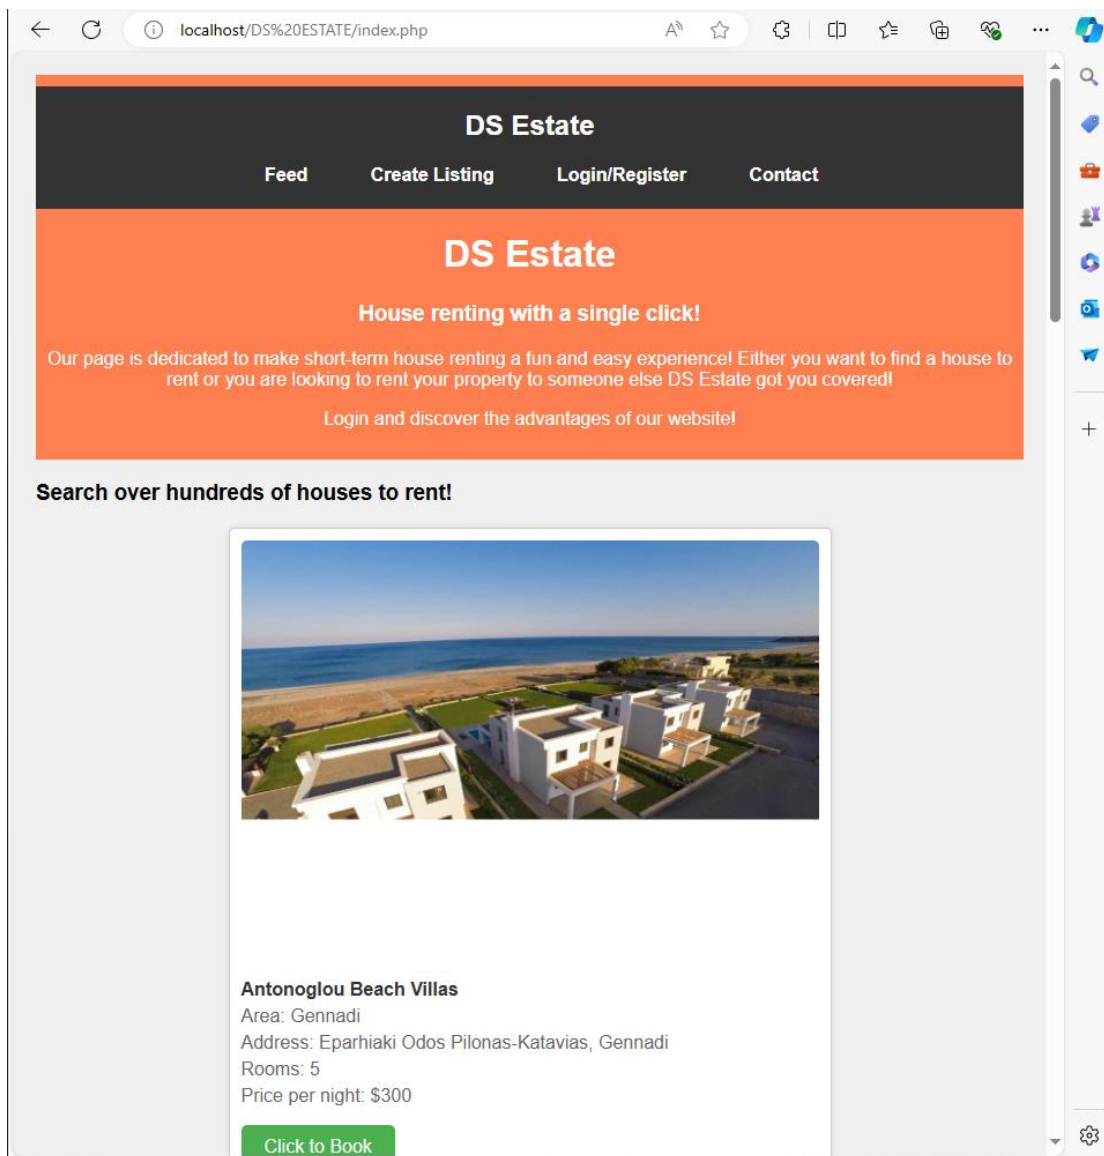 localhost/DS%20ESTATE/index.php
DS Estate
Feed Create Listing Login/Register Contact
DS Estate
House renting with a single click!
Our page is dedicated to make short-term house renting a fun and easy experience! Either you want to find a house to
rent or you are looking to rent your property to someone else DS Estate got you covered!
Login and discover the advantages of our website!
Search over hundreds of houses to rent!
Antonoglou Beach Villas
Area: Gennadi
Address: Eparhiaki Odos Pilonas-Katavias, Gennadi
Rooms: 5
Price per night: $300
Click to Book